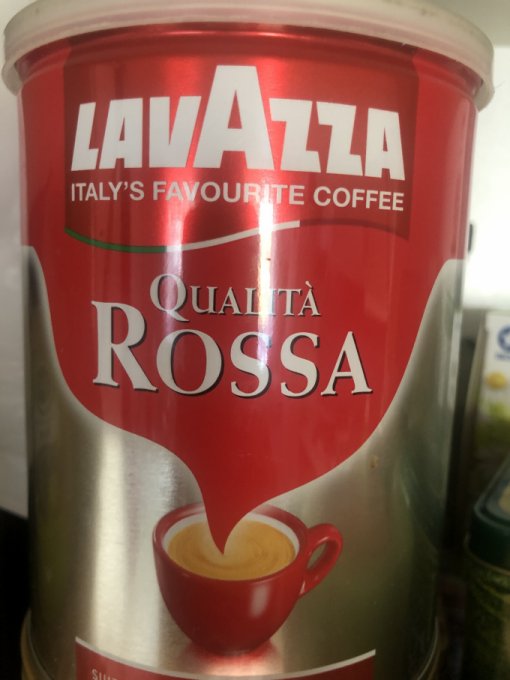 LAVAZZA
ITALY'S FAVOURITE COFFEE
QUALITÀ
ROSSA